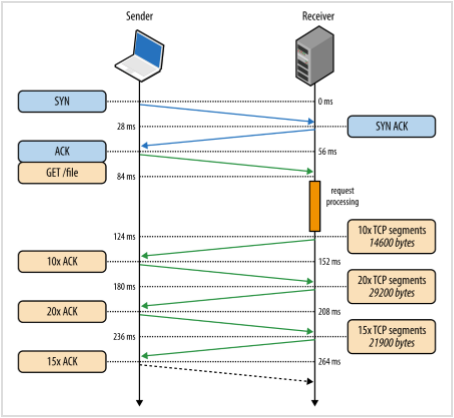 Sender
Receiver
SYN
0 ms
28 ms
SYN ACK
ACK
56 ms
GET /file
84 ms
request
processing
124 ms
10x TCP segments
14600 bytes
10x ACK
152 ms
180 ms
20x TCP segments
29200 bytes
20x ACK
208 ms
236 ms
15x TCP segments
21900 bytes
15x ACK
264 ms